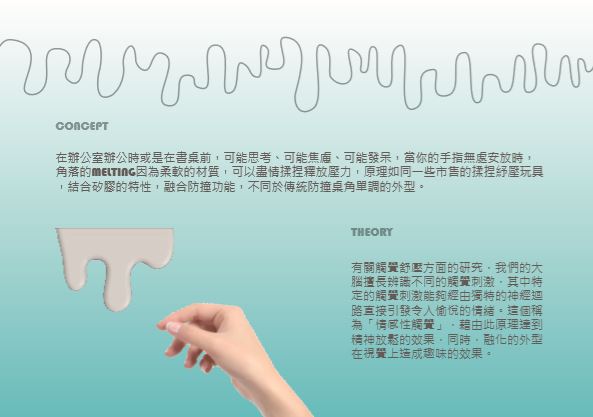 CONCEPT
在辦公室辦公時或是在書桌前，可能思考、可能焦慮、可能發呆，當你的手指無處安放時，
角落的MELTING因為柔軟的材質，可以盡情揉捏釋放壓力，原理如同一些市售的揉捏紓壓玩具
，結合矽膠的特性，融合防撞功能，不同於傳統防撞桌角單調的外型。
THEORY
有關觸覺舒壓方面的研究，我們的大
腦擅長辨識不同的觸覺刺激，其中特
定的觸覺刺激能夠經由獨特的神經迴
路直接引發令人愉悅的情緒。這個稱
為「情感性觸覺」，藉由此原理達到
精神放鬆的效果，同時，融化的外型
在視覺上造成趣味的效果。